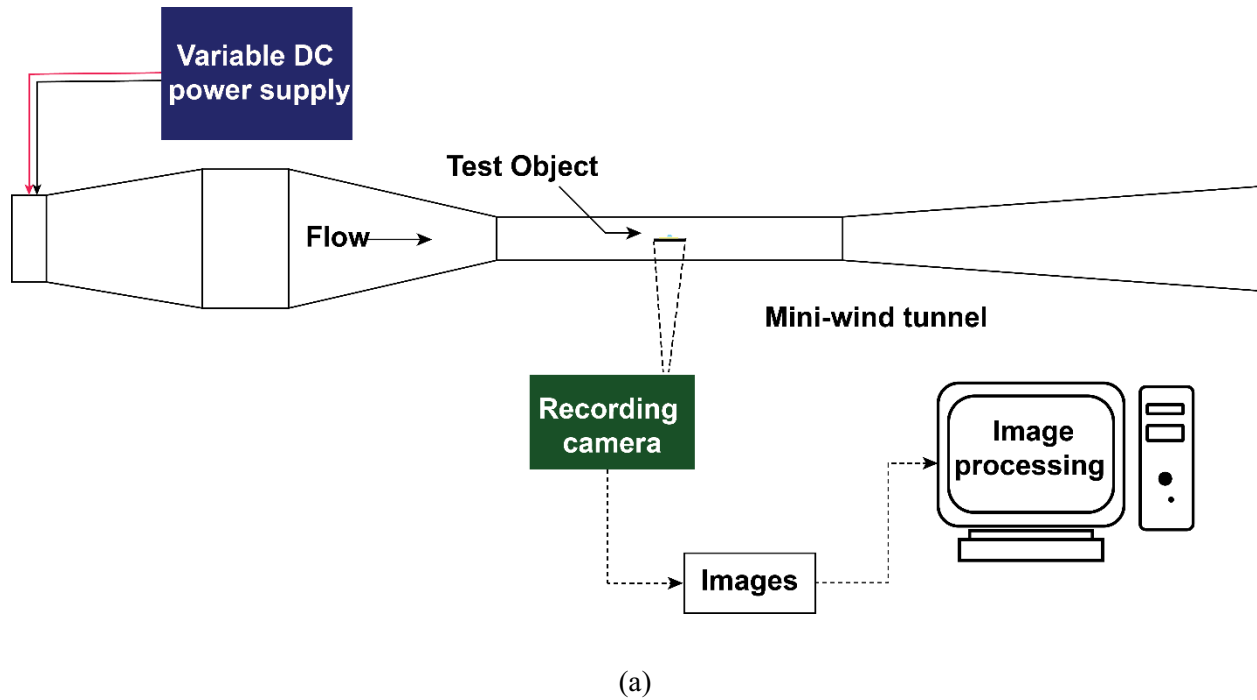 Variable DC
power supply
Test Object
Flow
Mini-wind tunnel
Recording
camera
Image
processing
Images
(a)